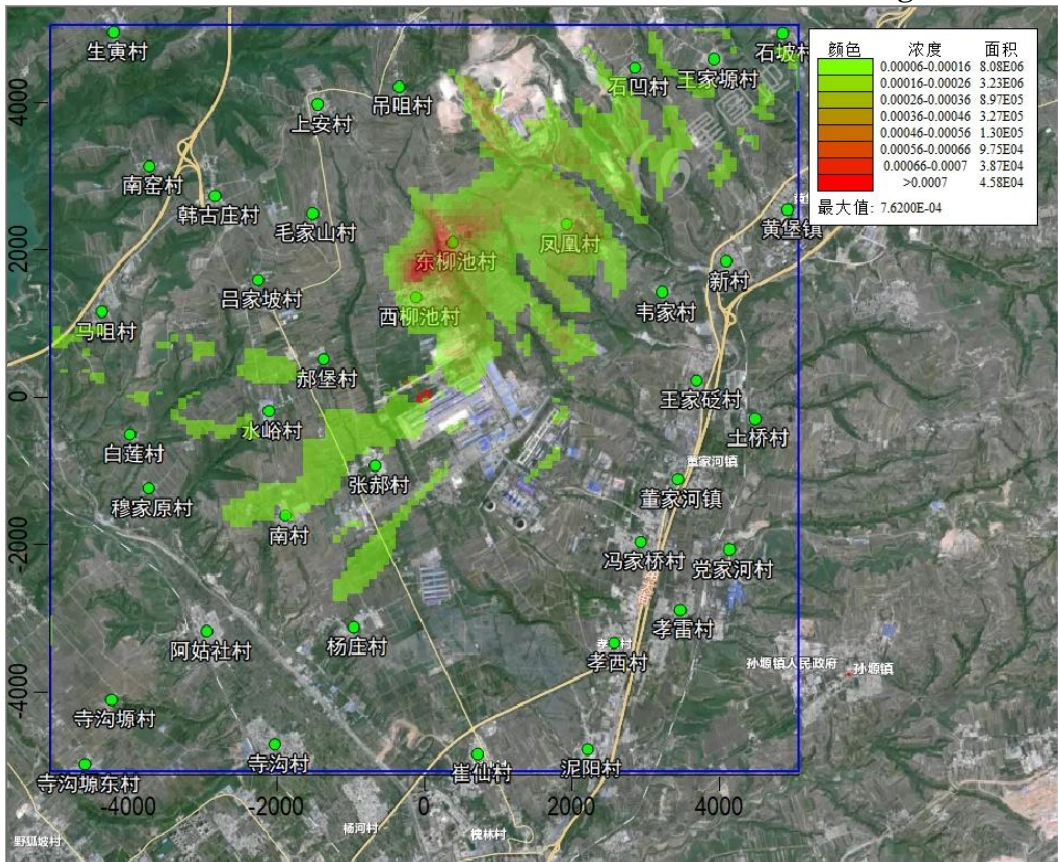 生寅村
石坡村
王家塬村
石凹村
吊咀村
上安村
颜色 浓度 面积
0.00006-0.00016 8.08E06
0.00016-0.00026 3.23E06
0.00026-0.00036 8.97E05
0.00036-0.00046 3.27E05
0.00046-0.00056 1.30E05
0.00056-0.00066 9.75E04
0.00066-0.0007 3.87E04
>0.0007 4.58E04
最大值: 7.6200E-04
4000
南窑村
韩古庄村
毛家山村
黄堡镇
2000
凤凰村
东柳池村
新村
吕家坡村
西柳池村
韦家村
马咀村
郝堡村
0
王家砭村
水峪村
土桥村
白莲村
董家河镇
张郝村
董家河镇
穆家原村
南村
-2000
冯家桥村
党家河村
孝雷村
杨庄村
阿姑社村
孝西村
孙塬镇人民政府
孙塬镇
-4000
寺沟塬村
寺沟村
崔仙村
泥阳村
寺沟塬东村
-4000
-2000
0
2000
4000
野狐坡村
杨河村
槐林村